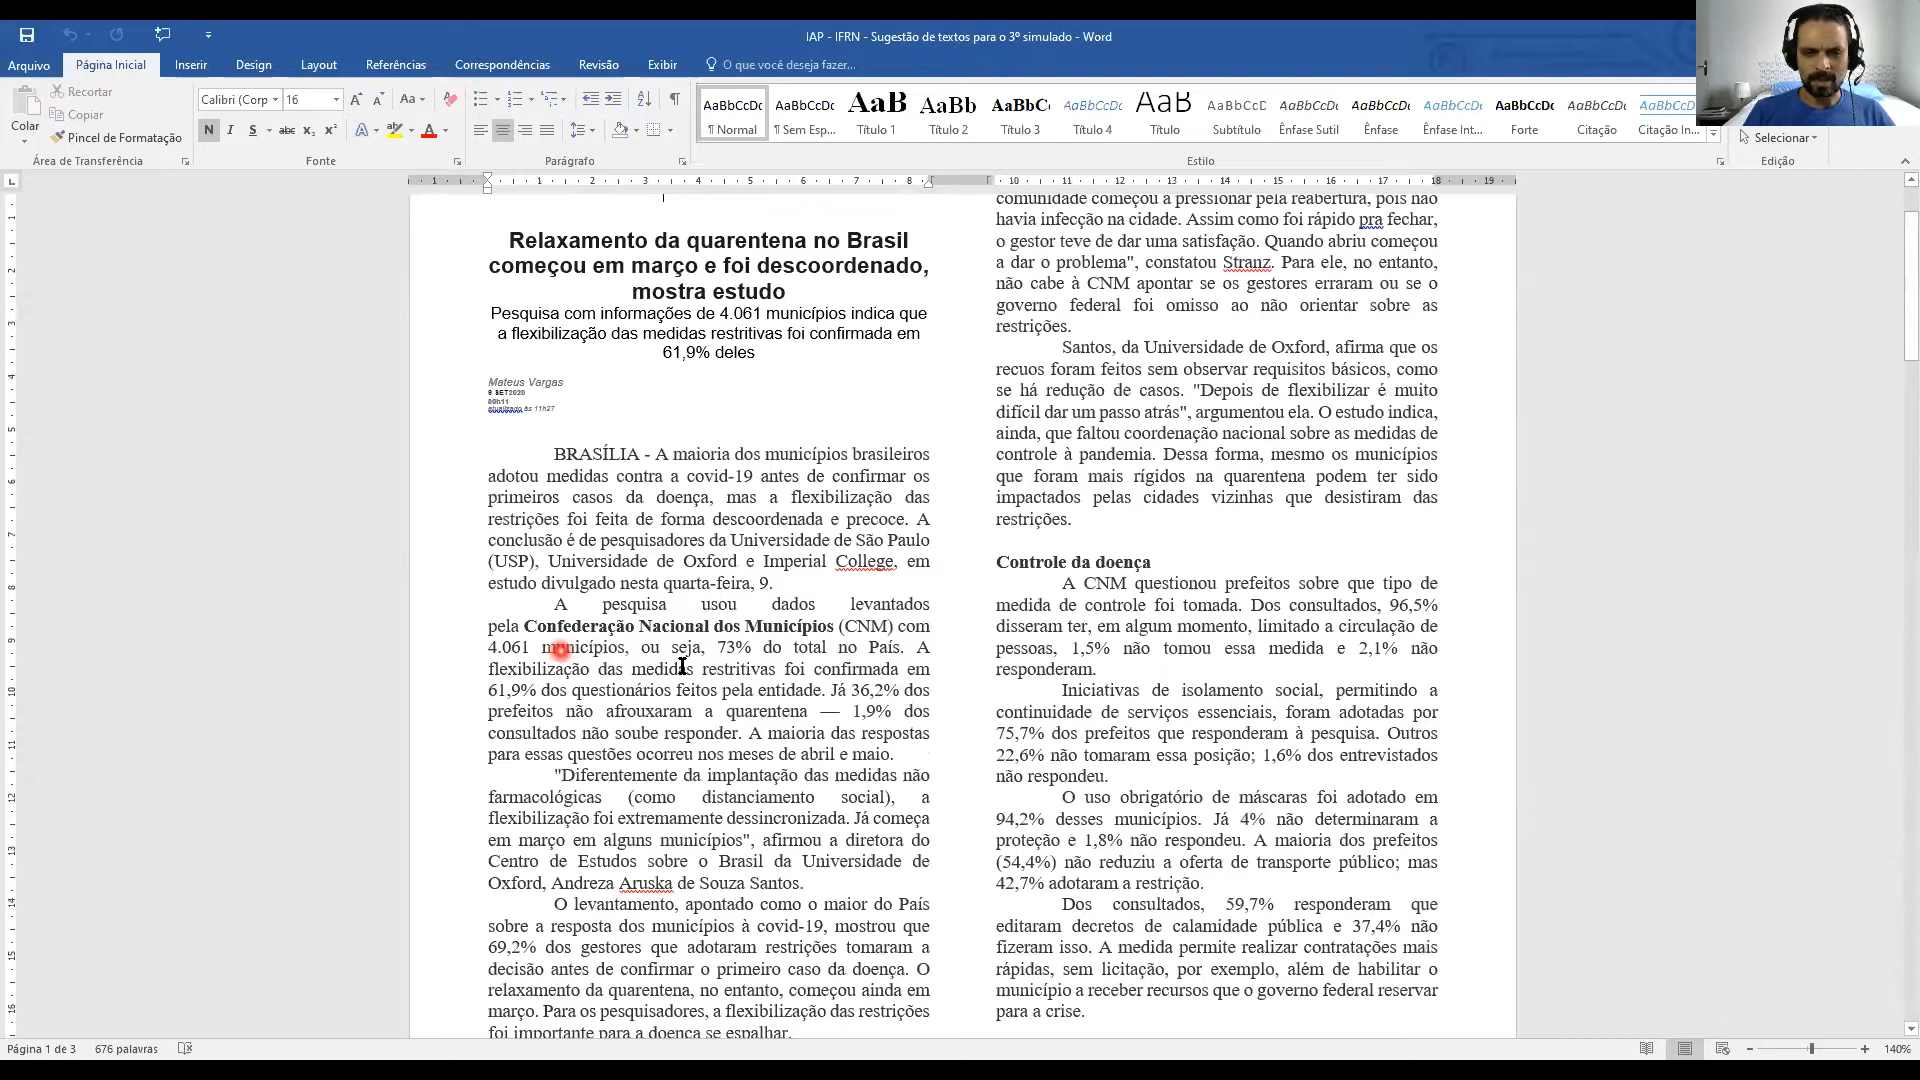 IAP - IFRN - Sugestão de textos para o 3º simulado - Word
Arquivo
Página Inicial
Inserir
Design
Layout
Referências
Correspondências
Revisão
Exibir
O que você deseja fazer...
Colar
Recortar
Copiar
Pincel de Formatação
Área de Transferência
Calibri (Corp
16
Fonte
Parágrafo
AaBbCcDc
¶ Normal
AaBbCcDc
¶ Sem Esp...
AaB
Título 1
AaBb
Título 2
AaBbC
Título 3
AaBbCcDc
Título 4
AaB
Título
AaBbCcD
Subtítulo
AaBbCcDc
Ênfase Sutil
AaBbCcDc
Ênfase
AaBbCcDc
Ênfase Int...
AaBbCcDc
Forte
AaBbCcDc
Citação
AaBbCcDc
Citação In...
Estilo
Selecionar
Edição
Relaxamento da quarentena no Brasil
começou em março e foi descoordenado,
mostra estudo
Pesquisa com informações de 4.061 municípios indica que
a flexibilização das medidas restritivas foi confirmada em
61,9% deles
Mateus Vargas
9 SET2020
00h11
atualizado às 11h27
BRASÍLIA - A maioria dos municípios brasileiros
adotou medidas contra a covid-19 antes de confirmar os
primeiros casos da doença, mas a flexibilização das
restrições foi feita de forma descoordenada e precoce. A
conclusão é de pesquisadores da Universidade de São Paulo
(USP), Universidade de Oxford e Imperial College, em
estudo divulgado nesta quarta-feira, 9.
A pesquisa usou dados levantados
pela Confederação Nacional dos Municípios (CNM) com
4.061 municípios, ou seja, 73% do total no País. A
flexibilização das medidas restritivas foi confirmada em
61,9% dos questionários feitos pela entidade. Já 36,2% dos
prefeitos não afrouxaram a quarentena — 1,9% dos
consultados não soube responder. A maioria das respostas
para essas questões ocorreu nos meses de abril e maio.
"Diferentemente da implantação das medidas não
farmacológicas (como distanciamento social), a
flexibilização foi extremamente dessincronizada. Já começa
em março em alguns municípios", afirmou a diretora do
Centro de Estudos sobre o Brasil da Universidade de
Oxford, Andreza Aruska de Souza Santos.
O levantamento, apontado como o maior do País
sobre a resposta dos municípios à covid-19, mostrou que
69,2% dos gestores que adotaram restrições tomaram a
decisão antes de confirmar o primeiro caso da doença. O
relaxamento da quarentena, no entanto, começou ainda em
março. Para os pesquisadores, a flexibilização das restrições
foi importante para a doença se espalhar.
comunidade começou a pressionar pela reabertura, pois não
havia infecção na cidade. Assim como foi rápido pra fechar,
o gestor teve de dar uma satisfação. Quando abriu começou
a dar o problema", constatou Stranz. Para ele, no entanto,
não cabe à CNM apontar se os gestores erraram ou se o
governo federal foi omisso ao não orientar sobre as
restrições.
Santos, da Universidade de Oxford, afirma que os
recuos foram feitos sem observar requisitos básicos, como
se há redução de casos. "Depois de flexibilizar é muito
difícil dar um passo atrás", argumentou ela. O estudo indica,
ainda, que faltou coordenação nacional sobre as medidas de
controle à pandemia. Dessa forma, mesmo os municípios
que foram mais rígidos na quarentena podem ter sido
impactados pelas cidades vizinhas que desistiram das
restrições.
Controle da doença
A CNM questionou prefeitos sobre que tipo de
medida de controle foi tomada. Dos consultados, 96,5%
disseram ter, em algum momento, limitado a circulação de
pessoas, 1,5% não tomou essa medida e 2,1% não
responderam.
Iniciativas de isolamento social, permitindo a
continuidade de serviços essenciais, foram adotadas por
75,7% dos prefeitos que responderam à pesquisa. Outros
22,6% não tomaram essa posição; 1,6% dos entrevistados
não respondeu.
O uso obrigatório de máscaras foi adotado em
94,2% desses municípios. Já 4% não determinaram a
proteção e 1,8% não respondeu. A maioria dos prefeitos
(54,4%) não reduziu a oferta de transporte público; mas
42,7% adotaram a restrição.
Dos consultados, 59,7% responderam que
editaram decretos de calamidade pública e 37,4% não
fizeram isso. A medida permite realizar contratações mais
rápidas, sem licitação, por exemplo, além de habilitar o
município a receber recursos que o governo federal reservar
para a crise.
Página 1 de 3
676 palavras
140%